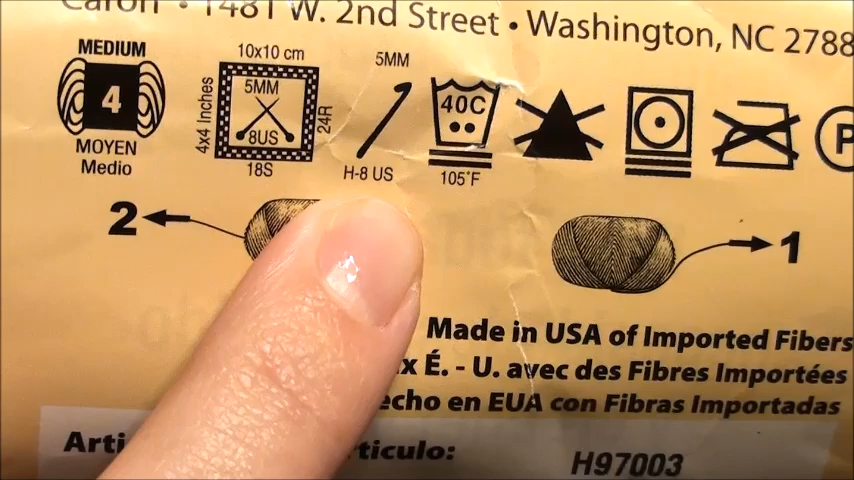 Caron • 1481 W. 2nd Street • Washington, NC 2788
MEDIUM
4
MOYEN
Medio
10x10 cm
4x4 Inches
5MM
8US
24R
18S
5MM
H-8 US
40C
105°F
P
2
1
Made in USA of Imported Fibers
x É. - U. avec des Fibres Importées
echo en EUA con Fibras Importadas
Arti
ticulo:
H97003